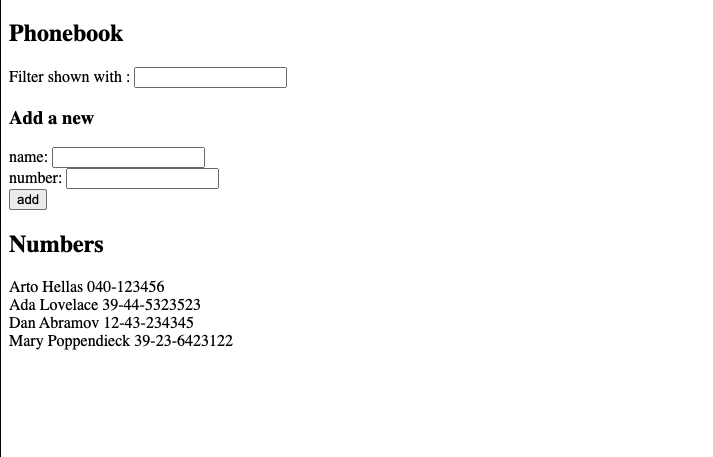 Phonebook
Filter shown with :
Add a new
name:
number:
add
Numbers
Arto Hellas 040-123456
Ada Lovelace 39-44-5323523
Dan Abramov 12-43-234345
Mary Poppendieck 39-23-6423122